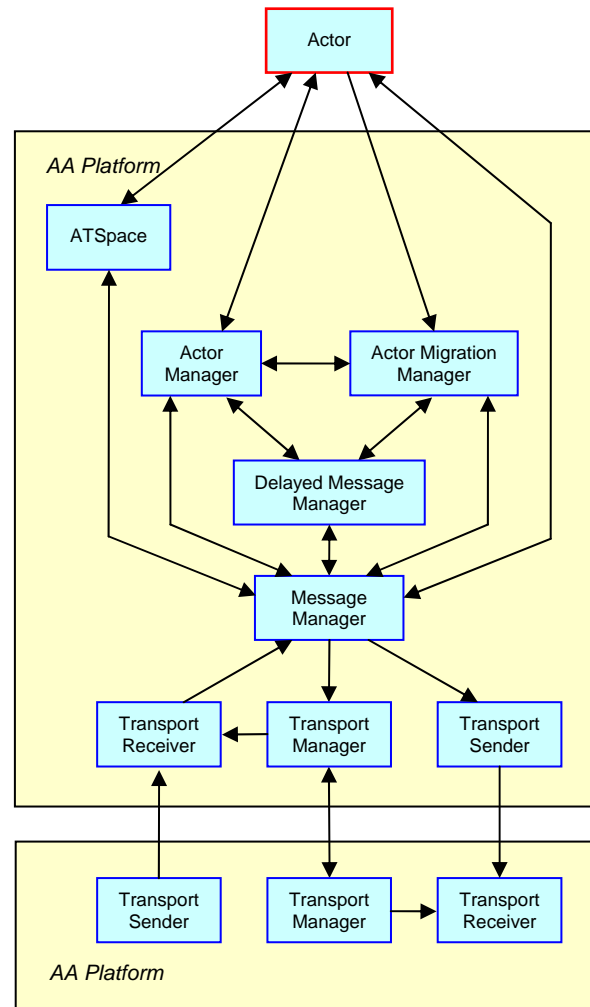 Actor
AA Platform
ATSpace
Actor
Manager
Actor Migration
Manager
Delayed Message
Manager
Message
Manager
Transport
Receiver
Transport
Manager
Transport
Sender
Transport
Sender
Transport
Manager
Transport
Receiver
AA Platform